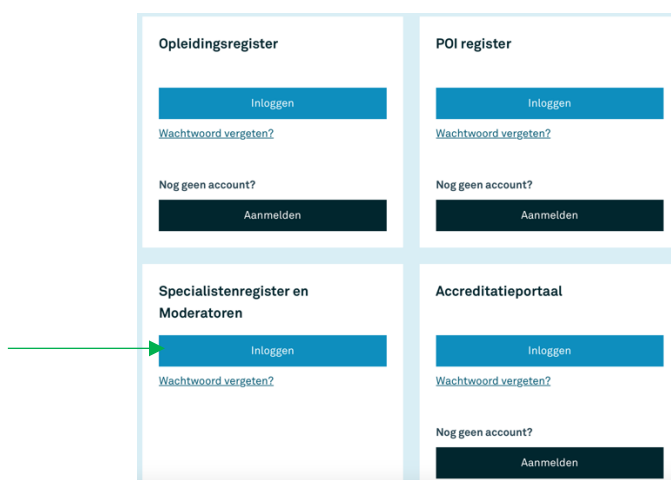 Opleidingsregister
Inloggen
Wachtwoord vergeten?
Nog geen account?
Aanmelden
POI register
Inloggen
Wachtwoord vergeten?
Nog geen account?
Aanmelden
Specialistenregister en
Moderatoren
Inloggen
Wachtwoord vergeten?
Accreditatieportaal
Inloggen
Wachtwoord vergeten?
Nog geen account?
Aanmelden